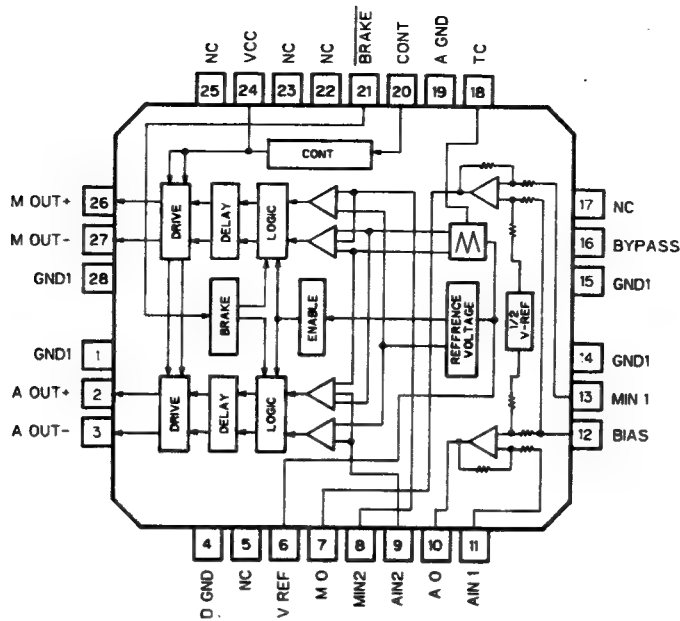 NC
VCC
NC
NC
BRAKE
CONT
A GND
TC
25
24
23
22
21
20
19
18
CONT
M OUT+
26
M OUT-
27
GND1
28
DRIVE
DELAY
LOGIC
17
NC
16
BYPASS
15
GND1
BRAKE
ENABLE
REFFRENCE
VOLTAGE
1/2
V-REF
GND1
1
A OUT+
2
A OUT-
3
DRIVE
DELAY
LOGIC
14
GND1
13
MIN 1
12
BIAS
4
5
6
7
8
9
10
11
D GND
NC
V REF
M O
MIN2
AIN2
A O
AIN 1